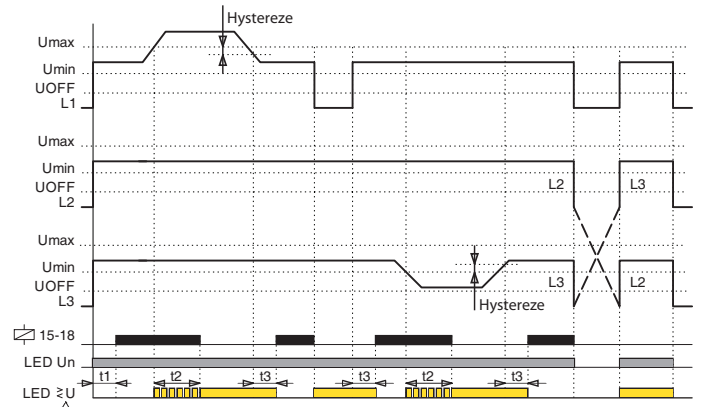 Hystereze
Umax
Umin
UOFF
L1
Umax
Umin
UOFF
L2
L2
L3
Umax
Umin
UOFF
L3
L3
L2
Hystereze
15-18
LED Un
t1
t2
t3
t3
t2
t3
LED ≷U